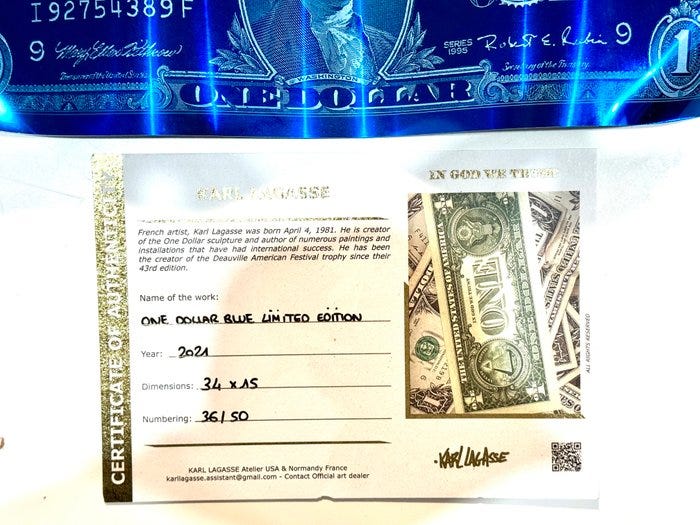 I 92754389 F
9
SERIES
1995
Robert E. Rubin
9
1
WASHINGTON
ONE DOLLAR
CERTIFICATE OF AUTHENTICITY
KARL LAGASSE
French artist, Karl Lagasse was born April 4, 1981. He is creator
of the One Dollar sculpture and author of numerous paintings and
installations that have had international success. He has been
the creator of the Deauville American Festival trophy since their
43rd edition.
Name of the work:
ONE DOLLAR BLUE LIMITED EDITION
Year: 2021
Dimensions: 34 x 15
Numbering: 36/50
KARL LAGASSE Atelier USA & Normandy France
karllagasse.assistant@gmail.com - Contact Official art dealer
IN GOD WE TRUST
ONE
ALL RIGHTS RESERVED
KARL LAGASSE